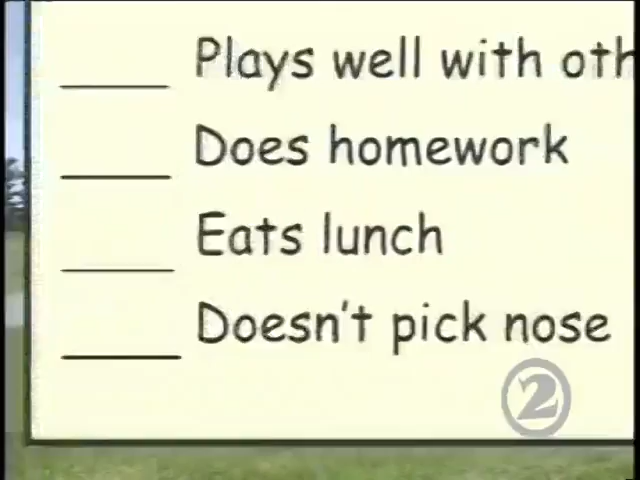 Plays well with oth
Does homework
Eats lunch
Doesn't pick nose
2